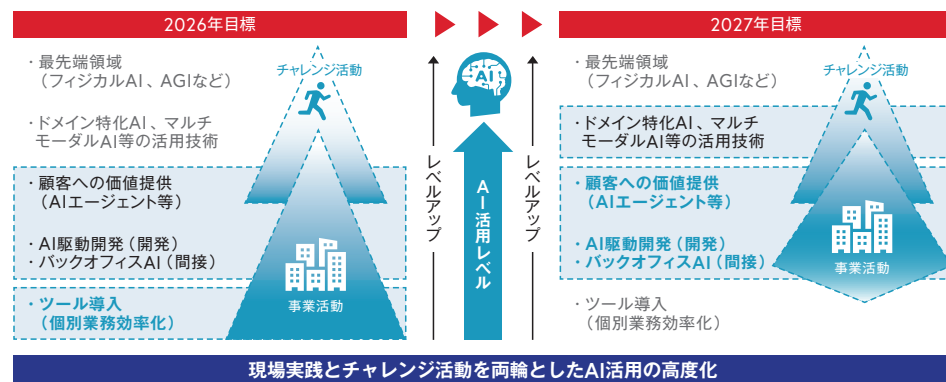 2026年目標
・最先端領域
（フィジカルAI、AGIなど）
・ドメイン特化AI、マルチ
モーダルAI等の活用技術
・顧客への価値提供
（AIエージェント等）
・AI駆動開発（開発）
・バックオフィスAI（間接）
・ツール導入
（個別業務効率化）
チャレンジ活動
事業活動
レベルアップ
AI
AI活用レベル
レベルアップ
2027年目標
・最先端領域
（フィジカルAI、AGIなど）
・ドメイン特化AI、マルチ
モーダルAI等の活用技術
・顧客への価値提供
（AIエージェント等）
・AI駆動開発（開発）
・バックオフィスAI（間接）
・ツール導入
（個別業務効率化）
チャレンジ活動
事業活動
現場実践とチャレンジ活動を両輪としたAI活用の高度化